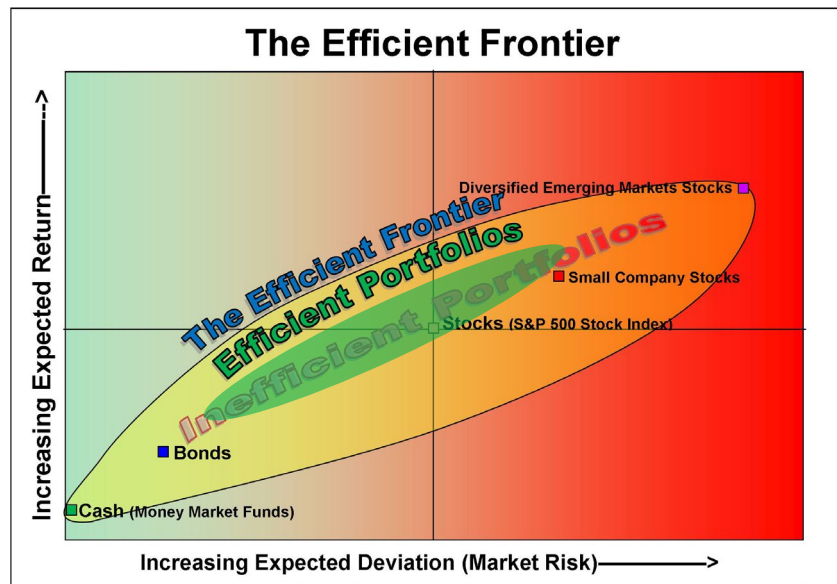 The Efficient Frontier
Increasing Expected Return---->
Diversified Emerging Markets Stocks
The Efficient Frontier
Efficient Portfolios
Inefficient Portfolios
Small Company Stocks
Stocks (S&P 500 Stock Index)
Bonds
Cash (Money Market Funds)
Increasing Expected Deviation (Market Risk)———>